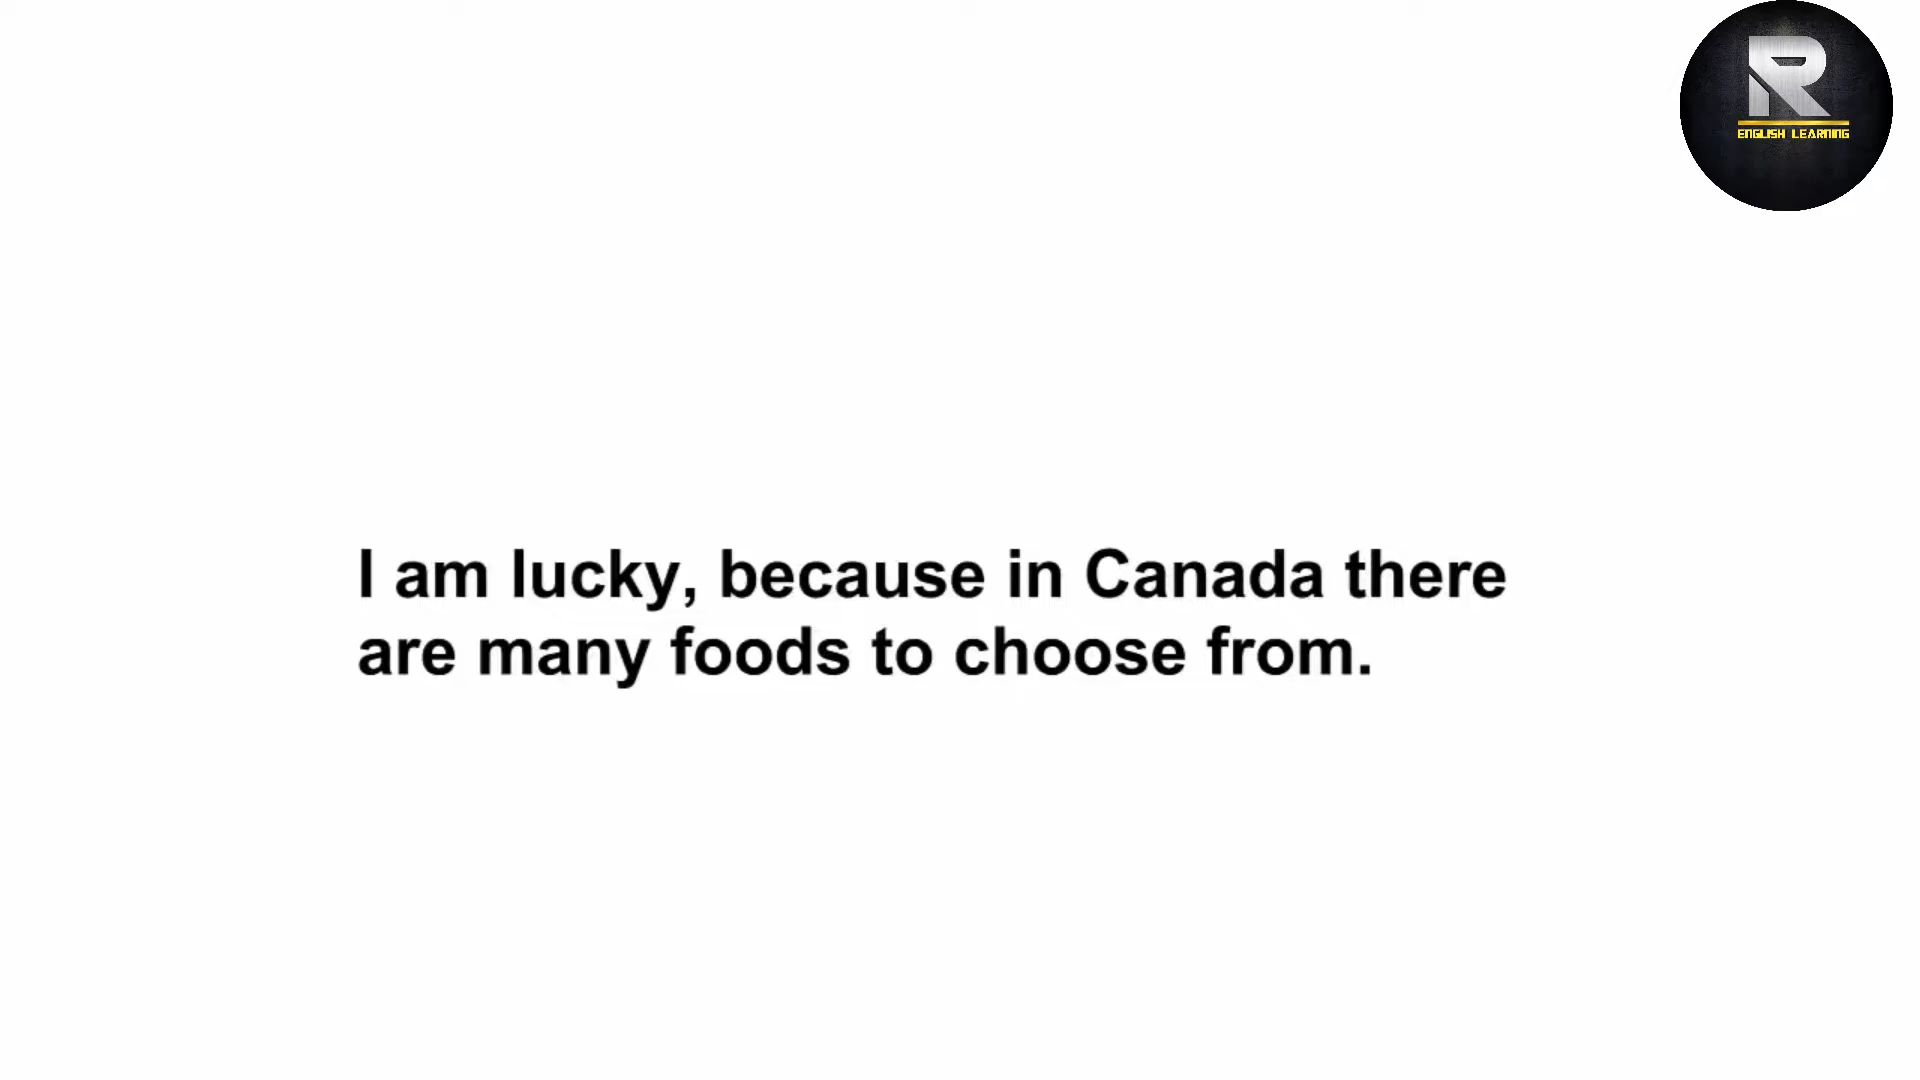 R
ENGLISH LEARNING
I am lucky, because in Canada there
are many foods to choose from.